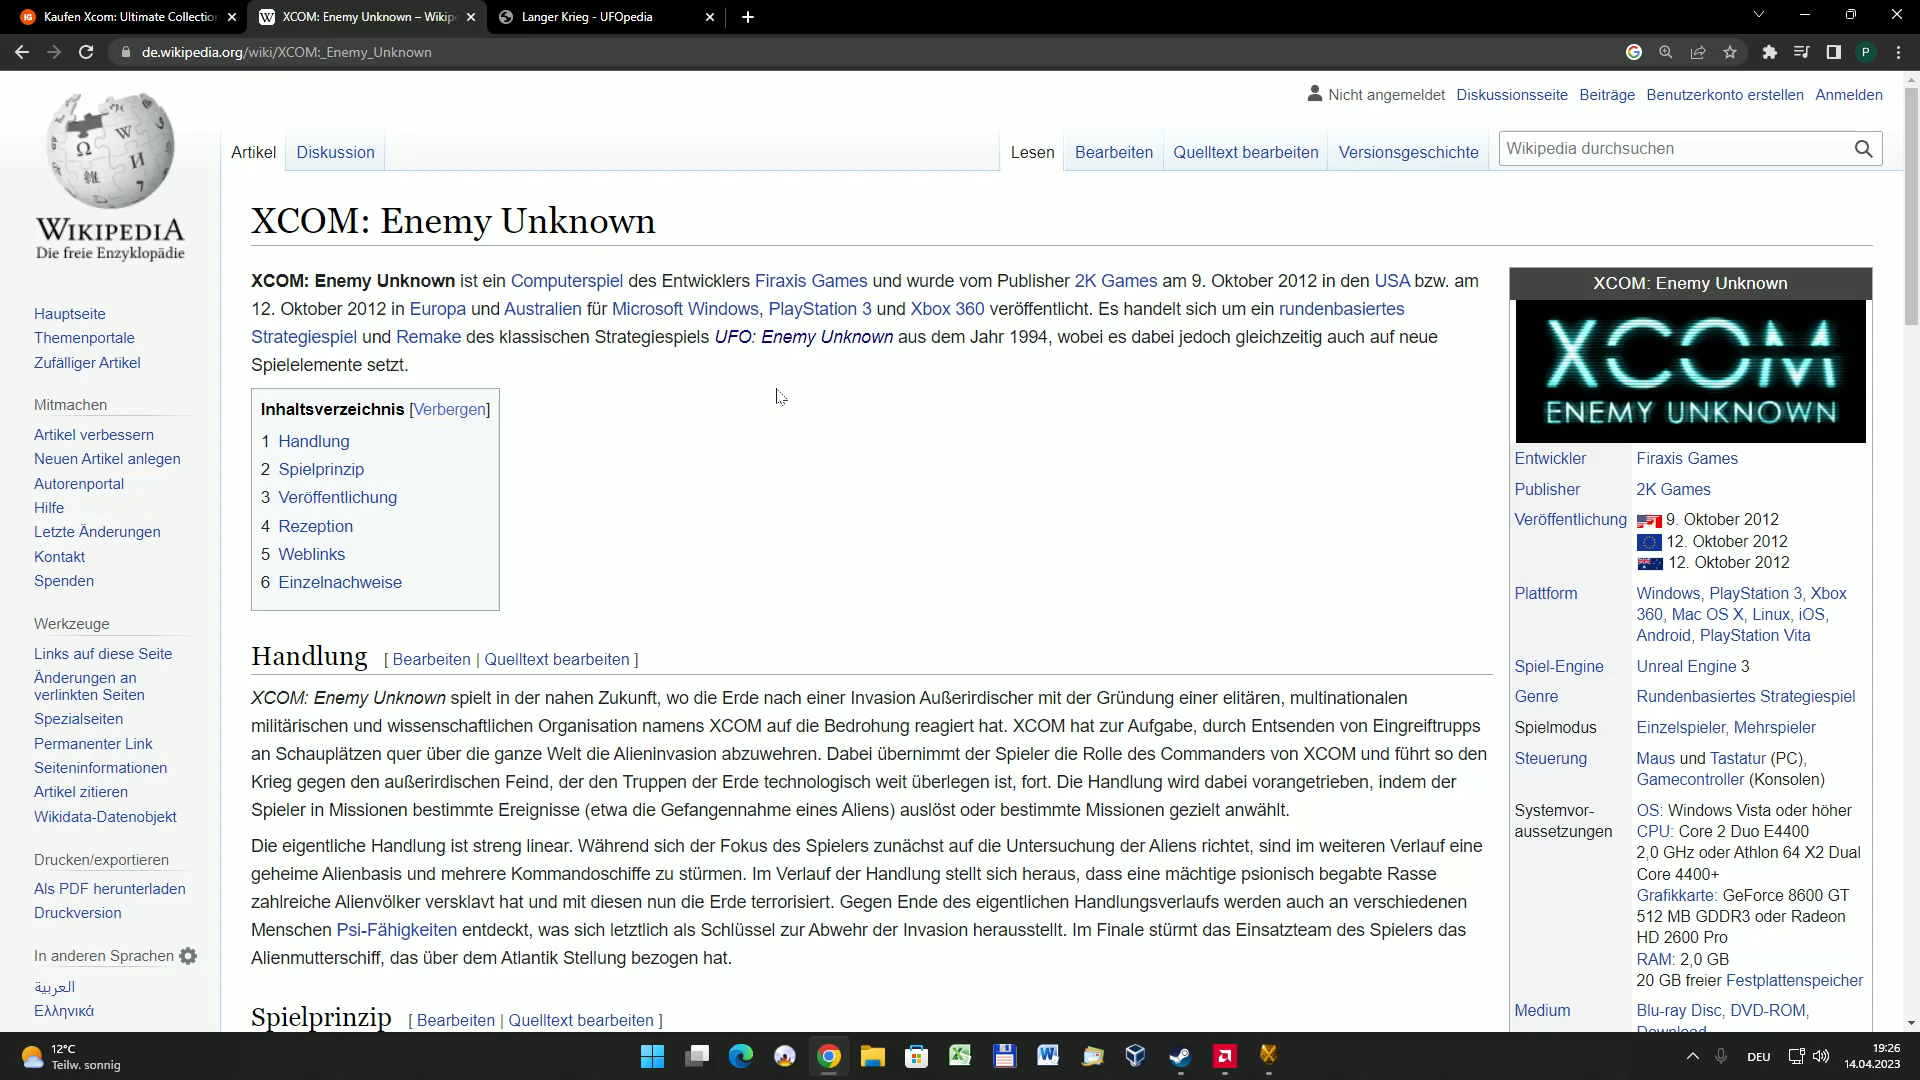 Kaufen Xcom: Ultimate Collection
XCOM: Enemy Unknown – Wikip
Langer Krieg - UFOpedia
de.wikipedia.org/wiki/XCOM:_Enemy_Unknown
P
Nicht angemeldet Diskussionsseite Beiträge Benutzerkonto erstellen Anmelden
Artikel Diskussion Lesen Bearbeiten Quelltext bearbeiten Versionsgeschichte Wikipedia durchsuchen
WIKIPEDIA
Die freie Enzyklopädie
Hauptseite
Themenportale
Zufälliger Artikel
Mitmachen
Artikel verbessern
Neuen Artikel anlegen
Autorenportal
Hilfe
Letzte Änderungen
Kontakt
Spenden
Werkzeuge
Links auf diese Seite
Änderungen an
verlinkten Seiten
Spezialseiten
Permanenter Link
Seiteninformationen
Artikel zitieren
Wikidata-Datenobjekt
Drucken/exportieren
Als PDF herunterladen
Druckversion
In anderen Sprachen
العربية
Ελληνικά
XCOM: Enemy Unknown
XCOM: Enemy Unknown ist ein Computerspiel des Entwicklers Firaxis Games und wurde vom Publisher 2K Games am 9. Oktober 2012 in den USA bzw. am
12. Oktober 2012 in Europa und Australien für Microsoft Windows, PlayStation 3 und Xbox 360 veröffentlicht. Es handelt sich um ein rundenbasiertes
Strategiespiel und Remake des klassischen Strategiespiels UFO: Enemy Unknown aus dem Jahr 1994, wobei es dabei jedoch gleichzeitig auch auf neue
Spielelemente setzt.
Inhaltsverzeichnis [Verbergen]
1 Handlung
2 Spielprinzip
3 Veröffentlichung
4 Rezeption
5 Weblinks
6 Einzelnachweise
Handlung [ Bearbeiten | Quelltext bearbeiten ]
XCOM: Enemy Unknown spielt in der nahen Zukunft, wo die Erde nach einer Invasion Außerirdischer mit der Gründung einer elitären, multinationalen
militärischen und wissenschaftlichen Organisation namens XCOM auf die Bedrohung reagiert hat. XCOM hat zur Aufgabe, durch Entsenden von Eingreiftrupps
an Schauplätzen quer über die ganze Welt die Alieninvasion abzuwehren. Dabei übernimmt der Spieler die Rolle des Commanders von XCOM und führt so den
Krieg gegen den außerirdischen Feind, der den Truppen der Erde technologisch weit überlegen ist, fort. Die Handlung wird dabei vorangetrieben, indem der
Spieler in Missionen bestimmte Ereignisse (etwa die Gefangennahme eines Aliens) auslöst oder bestimmte Missionen gezielt anwählt.
Die eigentliche Handlung ist streng linear. Während sich der Fokus des Spielers zunächst auf die Untersuchung der Aliens richtet, sind im weiteren Verlauf eine
geheime Alienbasis und mehrere Kommandoschiffe zu stürmen. Im Verlauf der Handlung stellt sich heraus, dass eine mächtige psionisch begabte Rasse
zahlreiche Alienvölker versklavt hat und mit diesen nun die Erde terrorisiert. Gegen Ende des eigentlichen Handlungsverlaufs werden auch an verschiedenen
Menschen Psi-Fähigkeiten entdeckt, was sich letztlich als Schlüssel zur Abwehr der Invasion herausstellt. Im Finale stürmt das Einsatzteam des Spielers das
Alienmutterschiff, das über dem Atlantik Stellung bezogen hat.
Spielprinzip [ Bearbeiten | Quelltext bearbeiten ]
XCOM: Enemy Unknown
XCOM
ENEMY UNKNOWN
Entwickler Firaxis Games
Publisher 2K Games
Veröffentlichung 9. Oktober 2012
12. Oktober 2012
12. Oktober 2012
Plattform Windows, PlayStation 3, Xbox
360, Mac OS X, Linux, iOS,
Android, PlayStation Vita
Spiel-Engine Unreal Engine 3
Genre Rundenbasiertes Strategiespiel
Spielmodus Einzelspieler, Mehrspieler
Steuerung Maus und Tastatur (PC),
Gamecontroller (Konsolen)
Systemvor- OS: Windows Vista oder höher
aussetzungen CPU: Core 2 Duo E4400
2,0 GHz oder Athlon 64 X2 Dual
Core 4400+
Grafikkarte: GeForce 8600 GT
512 MB GDDR3 oder Radeon
HD 2600 Pro
RAM: 2,0 GB
20 GB freier Festplattenspeicher
Medium Blu-ray Disc, DVD-ROM,
Download
12°C
Teilw. sonnig
DEU
19:26
14.04.2023